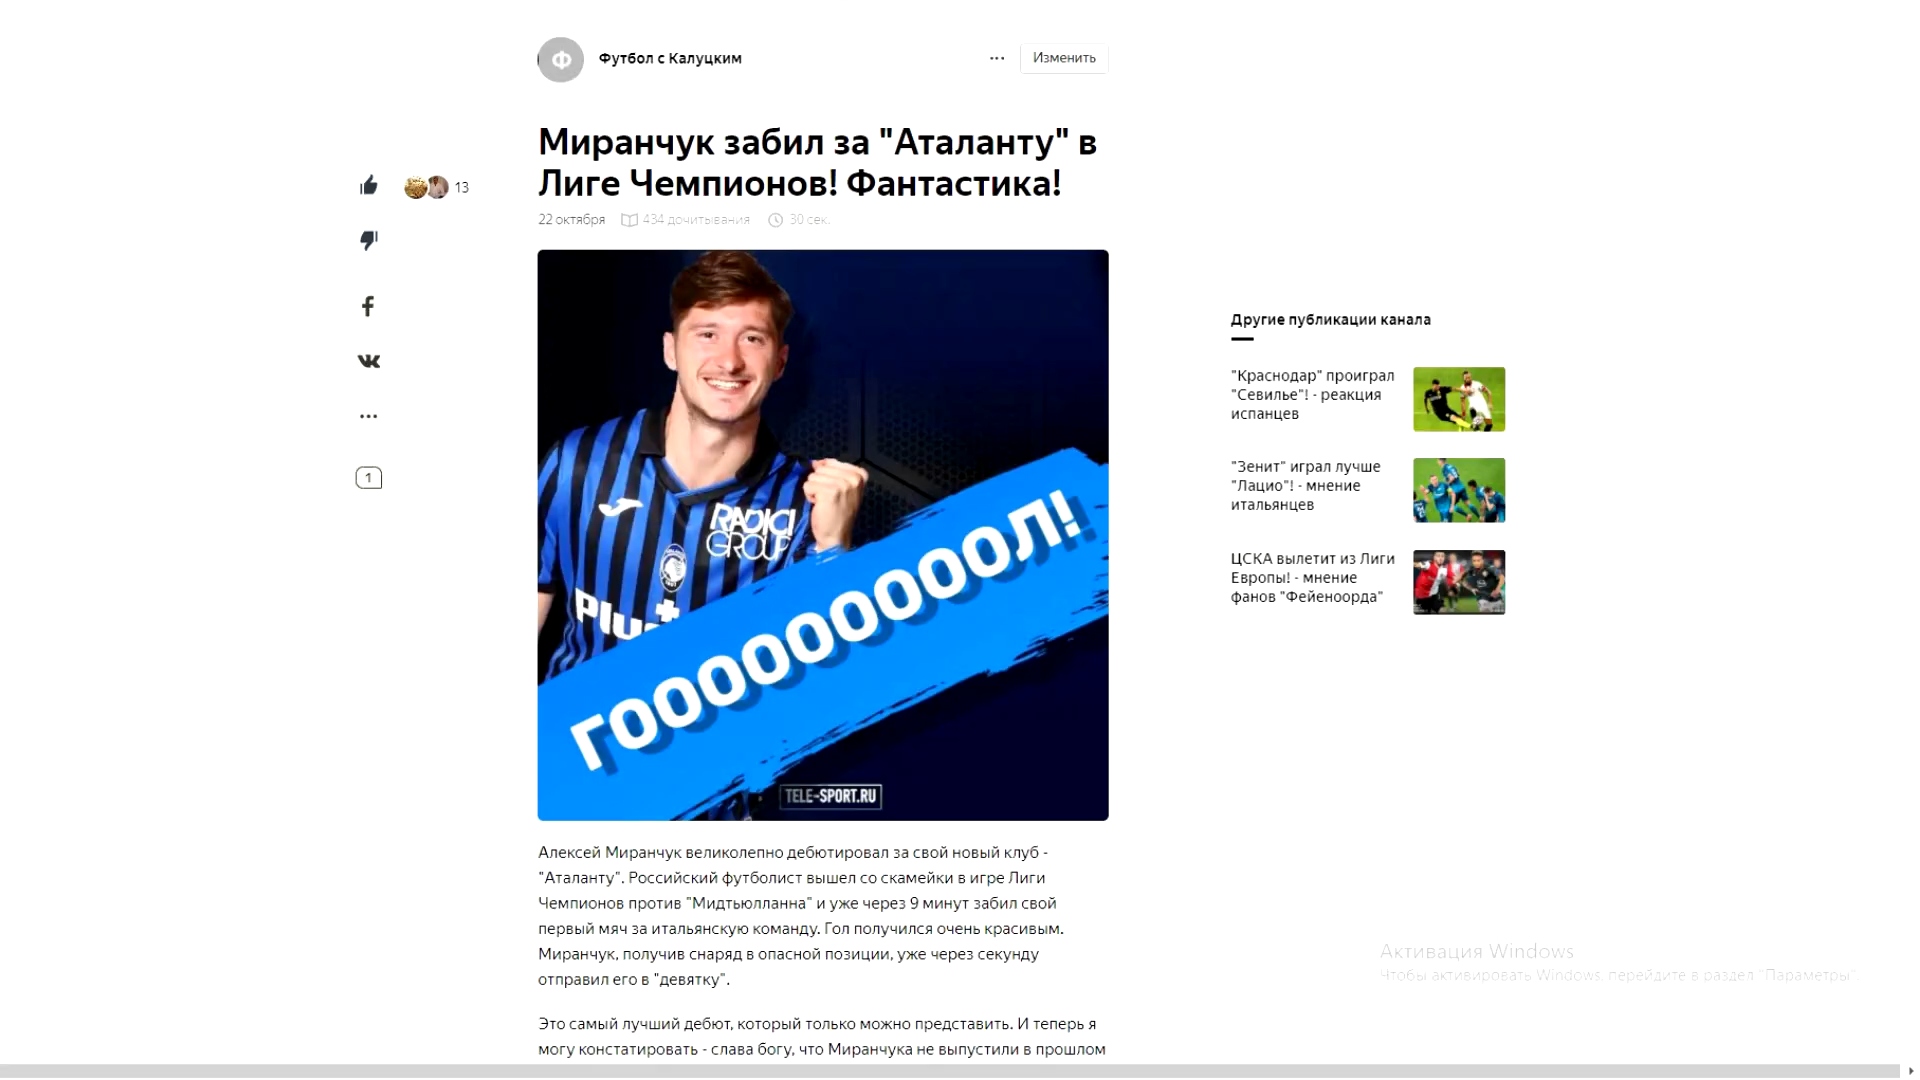 Ф
Футбол с Калуцким
Изменить
Миранчук забил за "Аталанту" в
Лиге Чемпионов! Фантастика!
22 октября 434 дочитывания 30 сек.
13
1
RADICI
GROUP
Plus
ГООООООООООЛ!
TELE-SPORT.RU
Алексей Миранчук великолепно дебютировал за свой новый клуб -
"Аталанту". Российский футболист вышел со скамейки в игре Лиги
Чемпионов против "Мидтьюлланна" и уже через 9 минут забил свой
первый мяч за итальянскую команду. Гол получился очень красивым.
Миранчук, получив снаряд в опасной позиции, уже через секунду
отправил его в "девятку".
Это самый лучший дебют, который только можно представить. И теперь я
могу констатировать - слава богу, что Миранчука не выпустили в прошлом
Другие публикации канала
"Краснодар" проиграл
"Севилье"! - реакция
испанцев
"Зенит" играл лучше
"Лацио"! - мнение
итальянцев
ЦСКА вылетит из Лиги
Европы! - мнение
фанов "Фейеноорда"
Активация Windows
Чтобы активировать Windows, перейдите в раздел "Параметры"